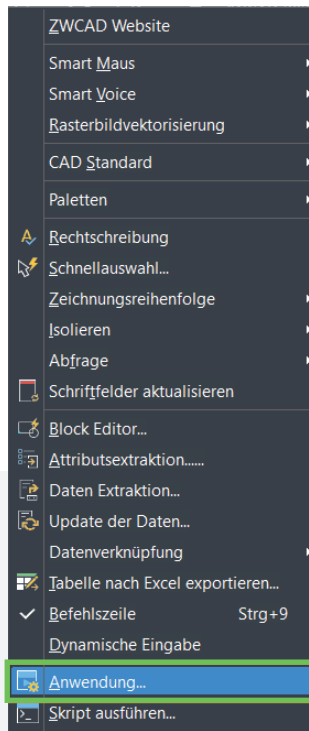 ZWCAD Website
Smart Maus
Smart Voice
Rasterbildvektorisierung
CAD Standard
Paletten
Rechtschreibung
Schnellauswahl...
Zeichnungsreihenfolge
Isolieren
Abfrage
Schriftfelder aktualisieren
Block Editor...
Attributsextraktion......
Daten Extraktion...
Update der Daten...
Datenverknüpfung
Tabelle nach Excel exportieren...
Befehlszeile Strg+9
Dynamische Eingabe
Anwendung...
Skript ausführen...